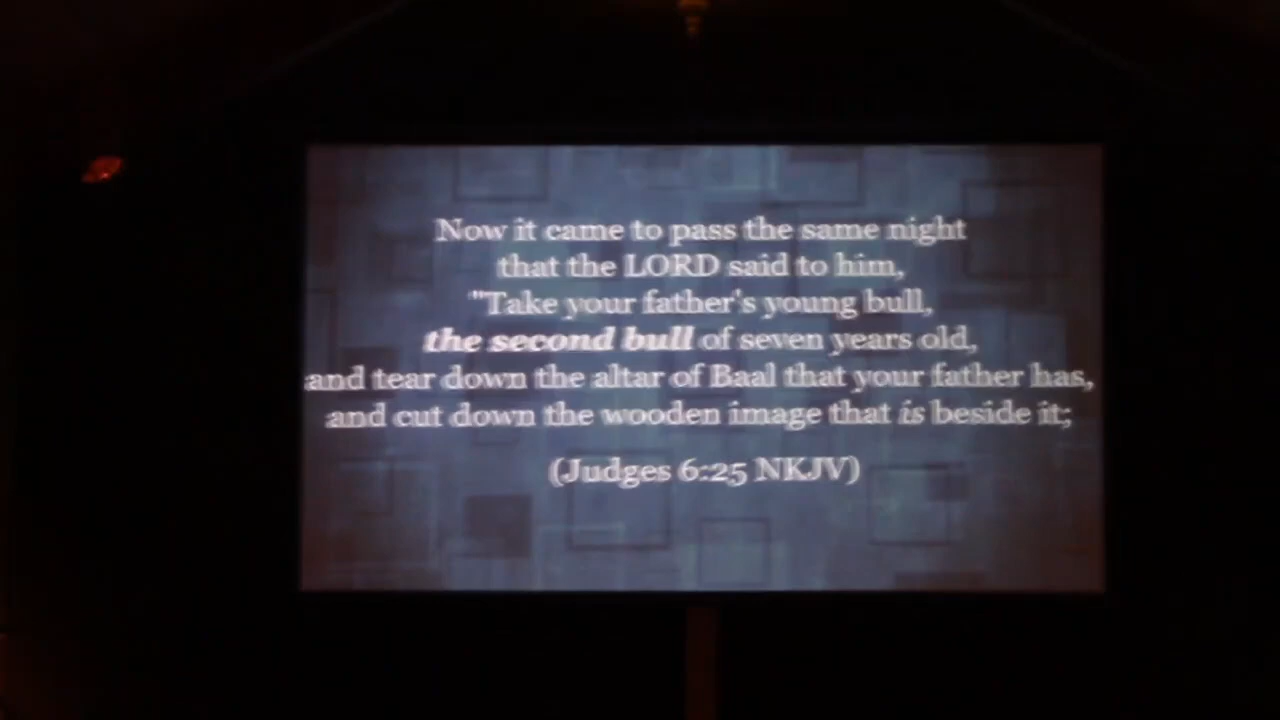 Now it came to pass the same night
that the LORD said to him,
"Take your father's young bull,
the second bull of seven years old,
and tear down the altar of Baal that your father has,
and cut down the wooden image that is beside it;
(Judges 6:25 NKJV)